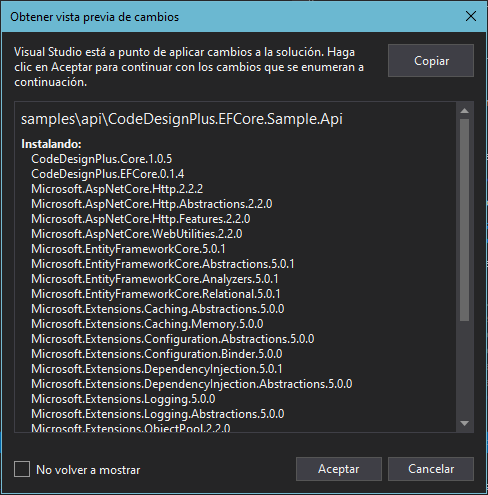 Obtener vista previa de cambios
Visual Studio está a punto de aplicar cambios a la solución. Haga
clic en Aceptar para continuar con los cambios que se enumeran a
continuación.
Copiar
samples\api\CodeDesignPlus.EFCore.Sample.Api
Instalando:
CodeDesignPlus.Core.1.0.5
CodeDesignPlus.EFCore.0.1.4
Microsoft.AspNetCore.Http.2.2.2
Microsoft.AspNetCore.Http.Abstractions.2.2.0
Microsoft.AspNetCore.Http.Features.2.2.0
Microsoft.AspNetCore.WebUtilities.2.2.0
Microsoft.EntityFrameworkCore.5.0.1
Microsoft.EntityFrameworkCore.Abstractions.5.0.1
Microsoft.EntityFrameworkCore.Analyzers.5.0.1
Microsoft.EntityFrameworkCore.Relational.5.0.1
Microsoft.Extensions.Caching.Abstractions.5.0.0
Microsoft.Extensions.Caching.Memory.5.0.0
Microsoft.Extensions.Configuration.Abstractions.5.0.0
Microsoft.Extensions.Configuration.Binder.5.0.0
Microsoft.Extensions.DependencyInjection.5.0.1
Microsoft.Extensions.DependencyInjection.Abstractions.5.0.0
Microsoft.Extensions.Logging.5.0.0
Microsoft.Extensions.Logging.Abstractions.5.0.0
Microsoft.Extensions.ObjectPool.2.2.0
No volver a mostrar
Aceptar
Cancelar